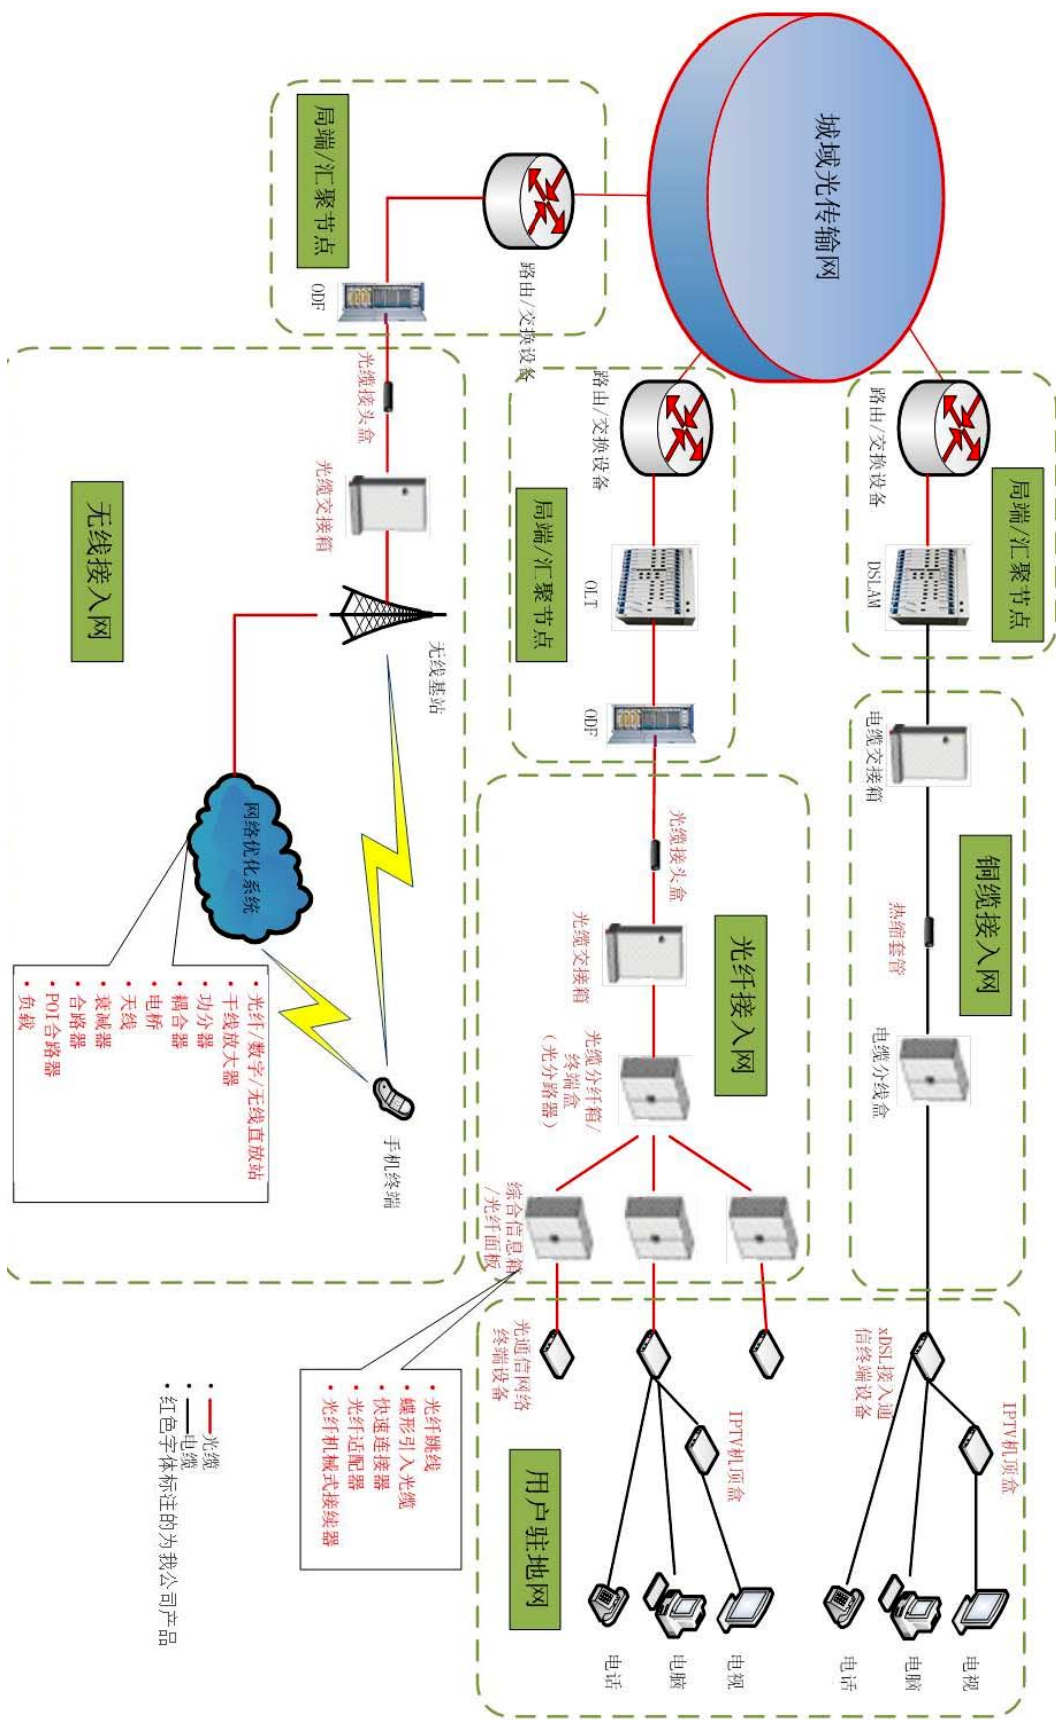 城域光传输网
路由/交换设备
DSLAM
局端/汇聚节点
电缆交接箱
热缩套管
电缆分线盒
铜缆接入网
xDSL接入通
信终端设备
IPTV机顶盒
电视
电脑
电话
路由/交换设备
OLT
ODF
局端/汇聚节点
光缆接头盒
光缆交接箱
光缆分纤箱/
终端盒
(光分路器)
光纤接入网
综合信息箱
/光纤面板
光通信网络
终端设备
IPTV机顶盒
电视
电脑
电话
用户驻地网
• 光纤跳线
• 蝶形引入光缆
• 快速连接器
• 光纤适配器
• 光纤机械式接续器
局端/汇聚节点
路由/交换设备
ODF
光缆接头盒
光缆交接箱
无线基站
无线接入网
网络优化系统
手机终端
• 光纤/数字/无线直放站
• 干线放大器
• 功分器
• 耦合器
• 电桥
• 天线
• 衰减器
• 合路器
• POI合路器
• 负载
• 光缆
• 电缆
• 红色字体标注的为我公司产品